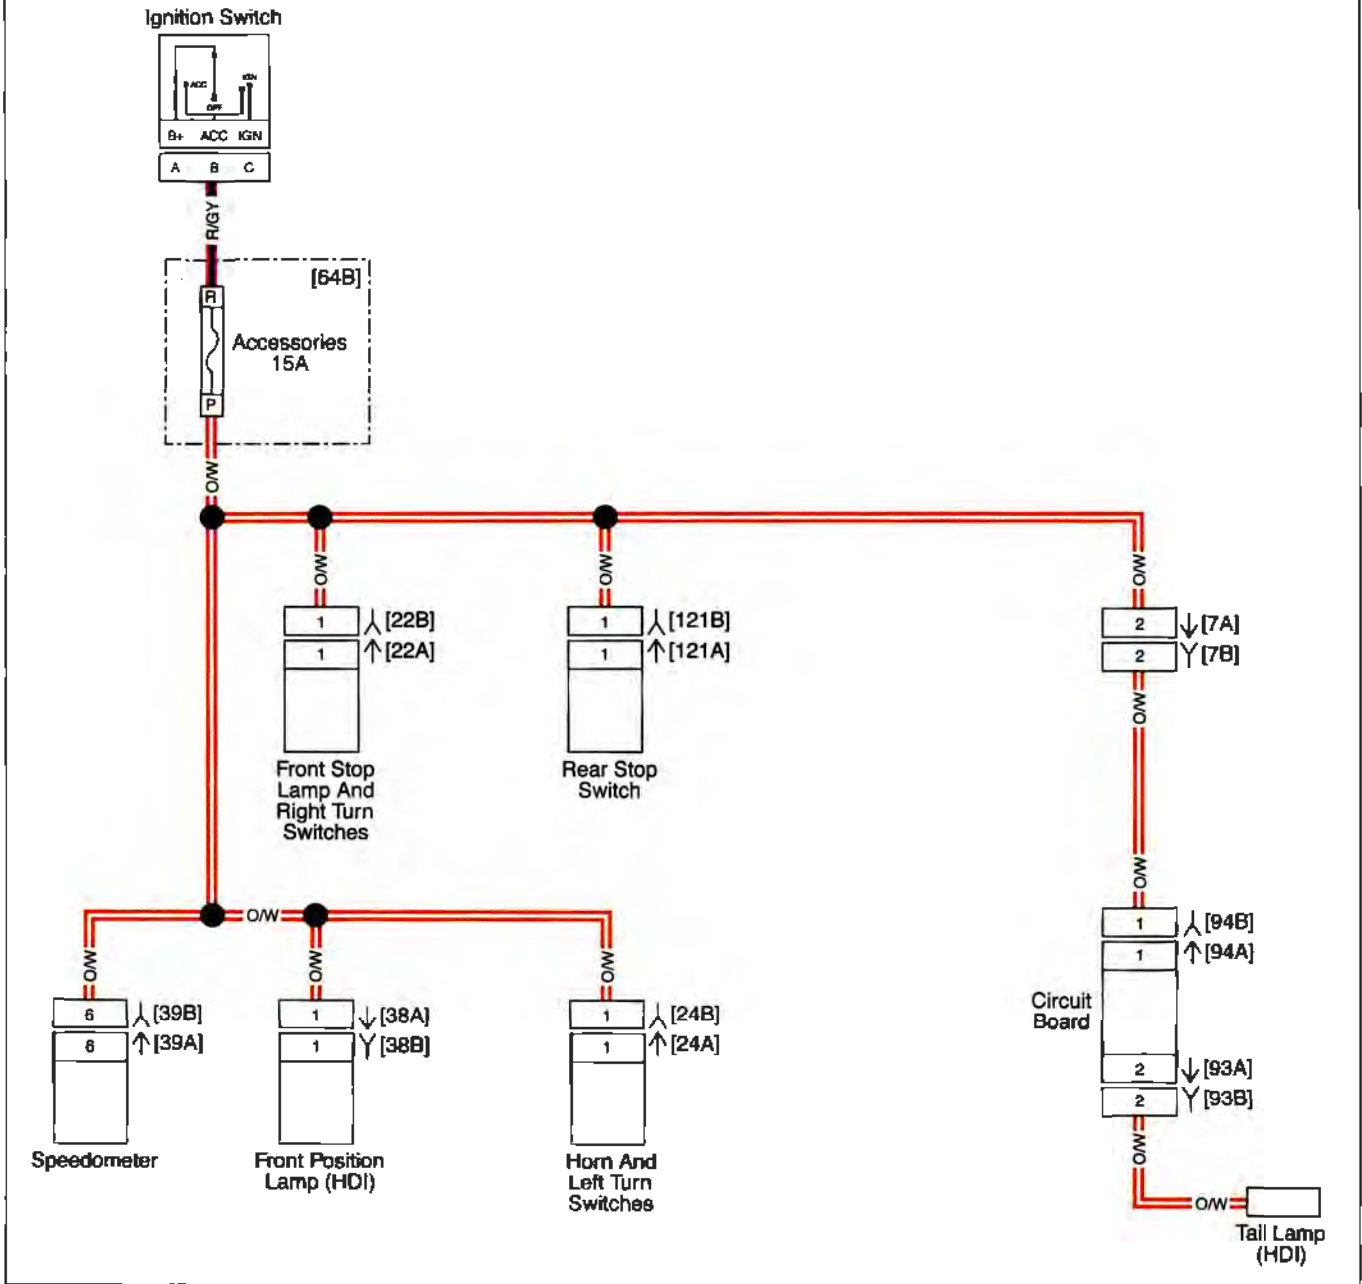 Ignition Switch
ACC
IGN
OFF
B+ ACC IGN
A B C
R/GY
[64B]
R
Accessories
15A
P
O/W
O/W
O/W
O/W
1 [22B]
1 [22A]
1 [121B]
1 [121A]
2 [7A]
2 [7B]
Front Stop
Lamp And
Right Turn
Switches
Rear Stop
Switch
O/W
O/W
1 [94B]
1 [94A]
Circuit
Board
2 [93A]
2 [93B]
O/W
O/W
Tail Lamp
(HDI)
O/W
O/W
O/W
O/W
6 [39B]
6 [39A]
Speedometer
1 [38A]
1 [38B]
Front Position
Lamp (HDI)
1 [24B]
1 [24A]
Horn And
Left Turn
Switches